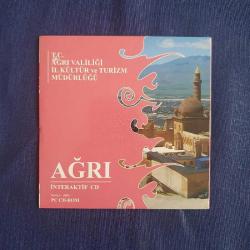 T.C.
AĞRI VALİLİĞİ
İL KÜLTÜR ve TURİZM
MÜDÜRLÜĞÜ
AĞRI
İNTERAKTİF CD
PC CD-ROM